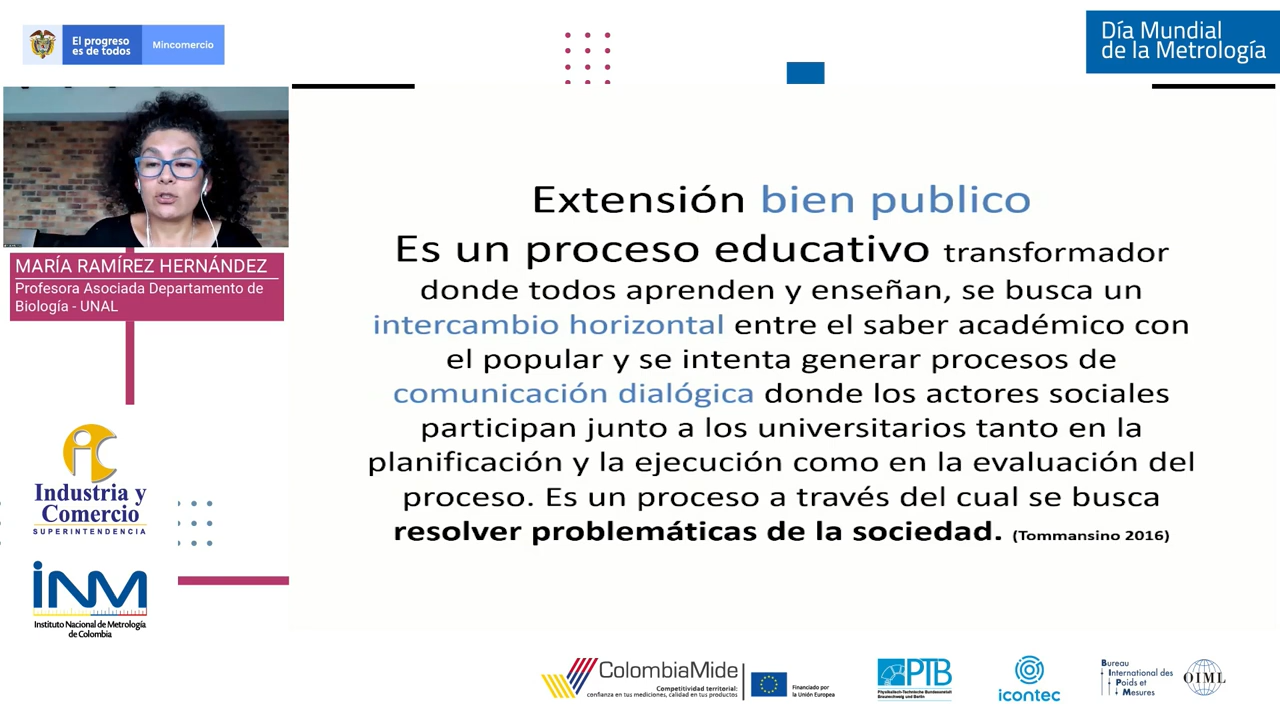 El progreso
es de todos
Mincomercio
Día Mundial
de la Metrología
MARÍA RAMÍREZ HERNÁNDEZ
Profesora Asociada Departamento de
Biología - UNAL
Extensión bien publico
Es un proceso educativo transformador
donde todos aprenden y enseñan, se busca un
intercambio horizontal entre el saber académico con
el popular y se intenta generar procesos de
comunicación dialógica donde los actores sociales
participan junto a los universitarios tanto en la
planificación y la ejecución como en la evaluación del
proceso. Es un proceso a través del cual se busca
resolver problemáticas de la sociedad. (Tommansino 2016)
Industria y
Comercio
SUPERINTENDENCIA
INM
Instituto Nacional de Metrología
de Colombia
ColombiaMide
Competitividad territorial:
confianza en tus mediciones, calidad en tus productos
Financiado por
la Unión Europea
PTB
Physikalisch-Technische Bundesanstalt
Braunschweig und Berlin
icontec
Bureau
International des
Poids et
Mesures
OIML